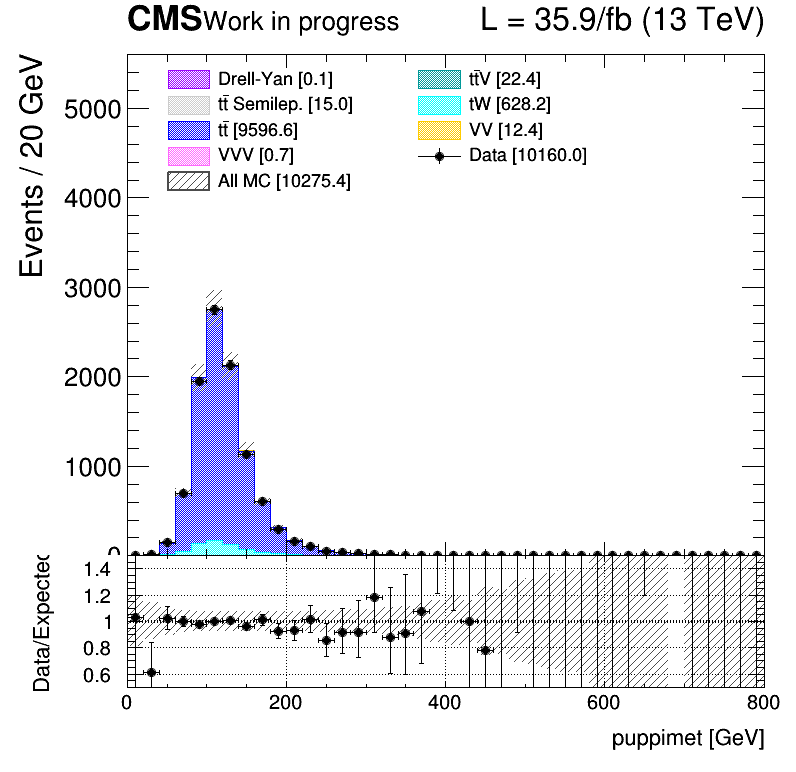 CMS Work in progress L = 35.9/fb (13 TeV)
Events / 20 GeV
5000
4000
3000
2000
1000
0
Drell-Yan [0.1]
tt̄ Semilep. [15.0]
tt̄ [9596.6]
VVV [0.7]
All MC [10275.4]
tt̄V [22.4]
tW [628.2]
VV [12.4]
Data [10160.0]
Data/Expected
1.4
1.2
1
0.8
0.6
0 200 400 600 800
puppimet [GeV]